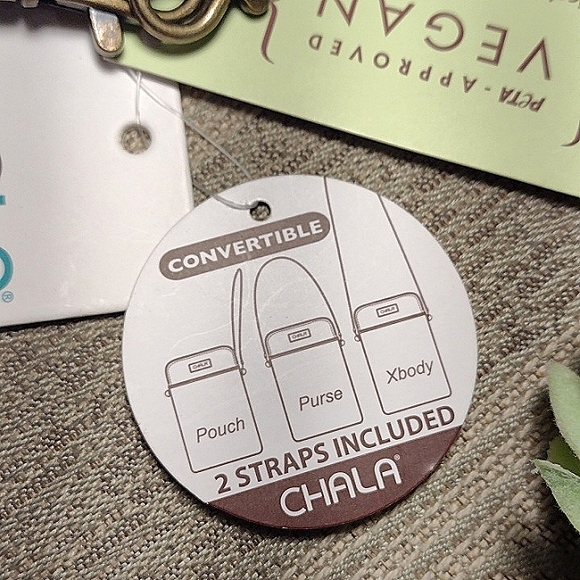 PETA - APPROVED
VEGAN
CONVERTIBLE
CHALA
CHALA
CHALA
Pouch
Purse
Xbody
2 STRAPS INCLUDED
CHALA®